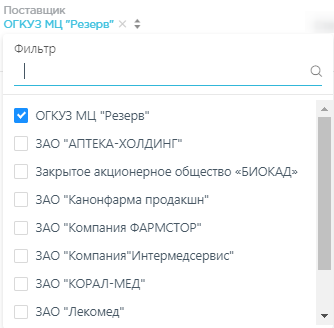 Поставщик
ОГКУЗ МЦ "Резерв"
Фильтр
ОГКУЗ МЦ "Резерв"
ЗАО "АПТЕКА-ХОЛДИНГ"
Закрытое акционерное общество «БИОКАД»
ЗАО "Канонфарма продакшн"
ЗАО "Компания ФАРМСТОР"
ЗАО "Компания"Интермедсервис"
ЗАО "КОРАЛ-МЕД"
ЗАО "Лекомед"